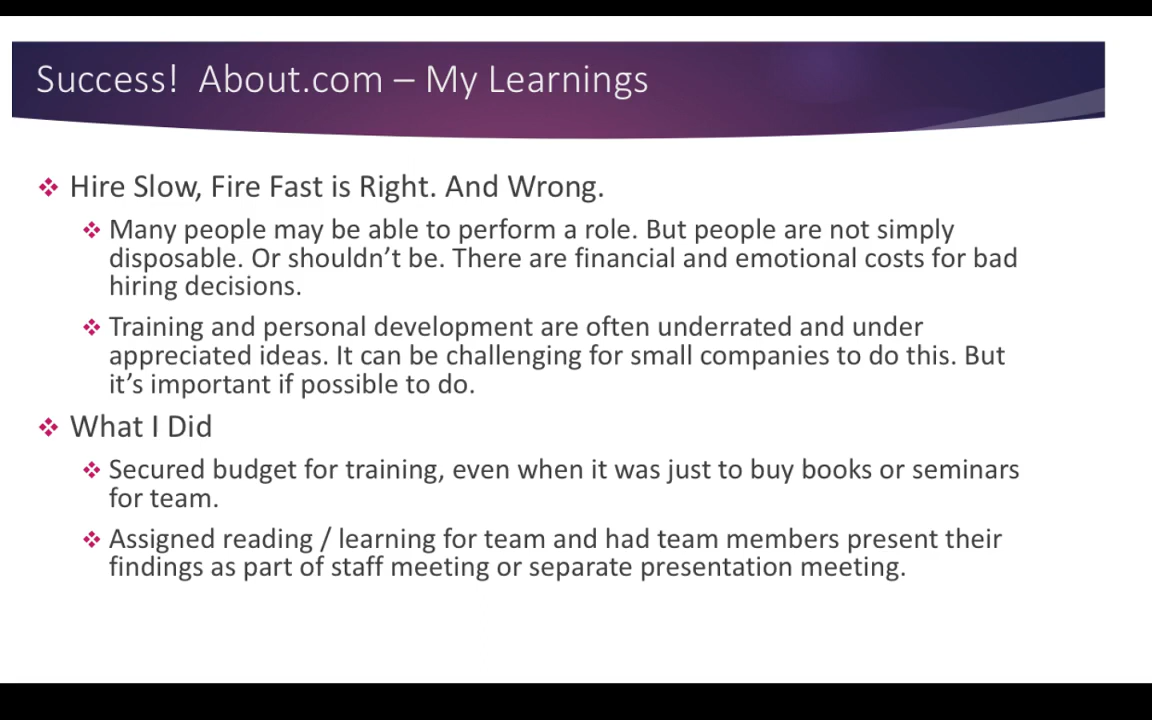 Success!  About.com – My Learnings
Hire Slow, Fire Fast is Right. And Wrong.
Many people may be able to perform a role. But people are not simply
disposable. Or shouldn’t be. There are financial and emotional costs for bad
hiring decisions.
Training and personal development are often underrated and under
appreciated ideas. It can be challenging for small companies to do this. But
it’s important if possible to do.
What I Did
Secured budget for training, even when it was just to buy books or seminars
for team.
Assigned reading / learning for team and had team members present their
findings as part of staff meeting or separate presentation meeting.